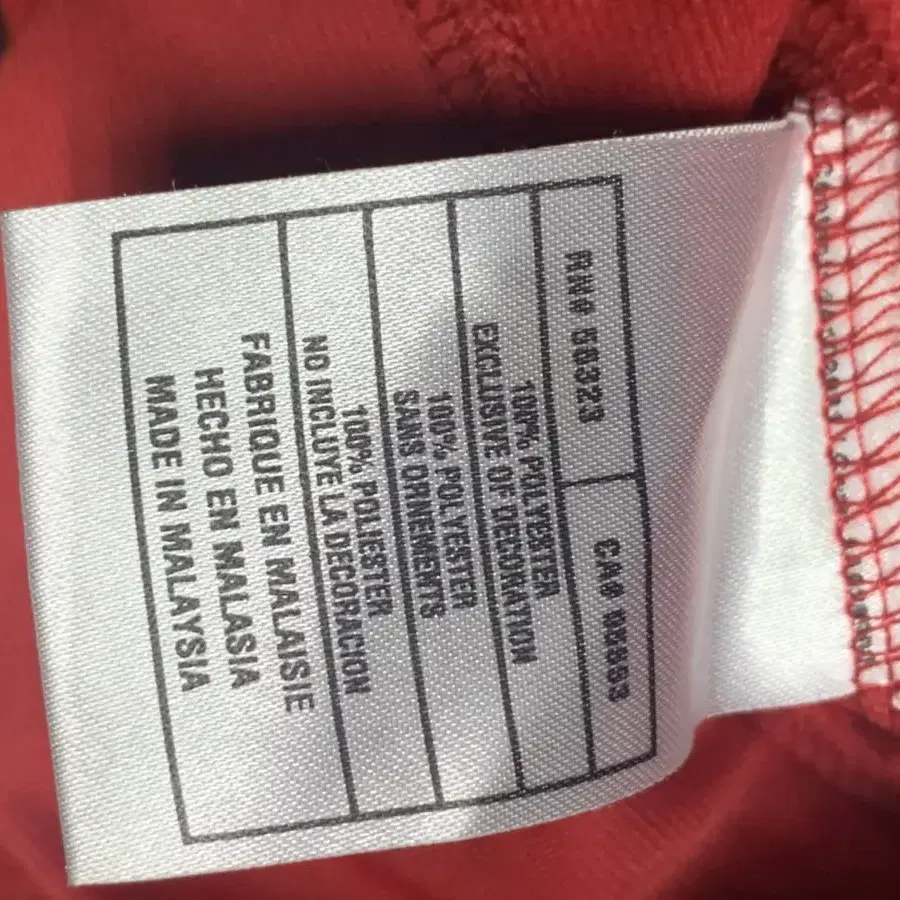 RN# 56323 CA# 05553
100% POLYESTER
EXCLUSIVE OF DECORATION
100% POLYESTER
SANS ORNEMENTS
100% POLIESTER
NO INCLUYE LA DECORACION
FABRIQUE EN MALAISIE
HECHO EN MALASIA
MADE IN MALAYSIA